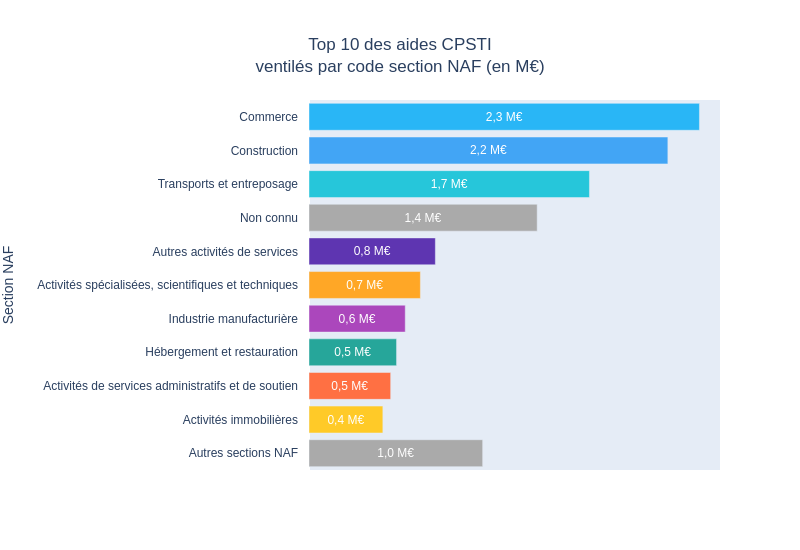 Top 10 des aides CPSTI
ventilés par code section NAF (en M€)
Section NAF
Commerce 2,3 M€
Construction 2,2 M€
Transports et entreposage 1,7 M€
Non connu 1,4 M€
Autres activités de services 0,8 M€
Activités spécialisées, scientifiques et techniques 0,7 M€
Industrie manufacturière 0,6 M€
Hébergement et restauration 0,5 M€
Activités de services administratifs et de soutien 0,5 M€
Activités immobilières 0,4 M€
Autres sections NAF 1,0 M€